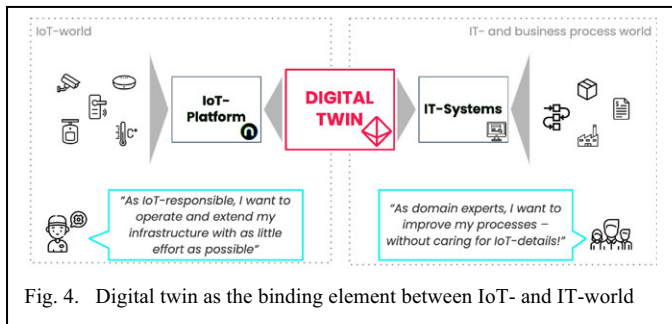 IoT-world
IT- and business process world
IoT-
Platform
DIGITAL
TWIN
IT-Systems
C°
"As IoT-responsible, I want to
operate and extend my
infrastructure with as little
effort as possible"
"As domain experts, I want to
improve my processes –
without caring for IoT-details!"
Fig. 4. Digital twin as the binding element between IoT- and IT-world